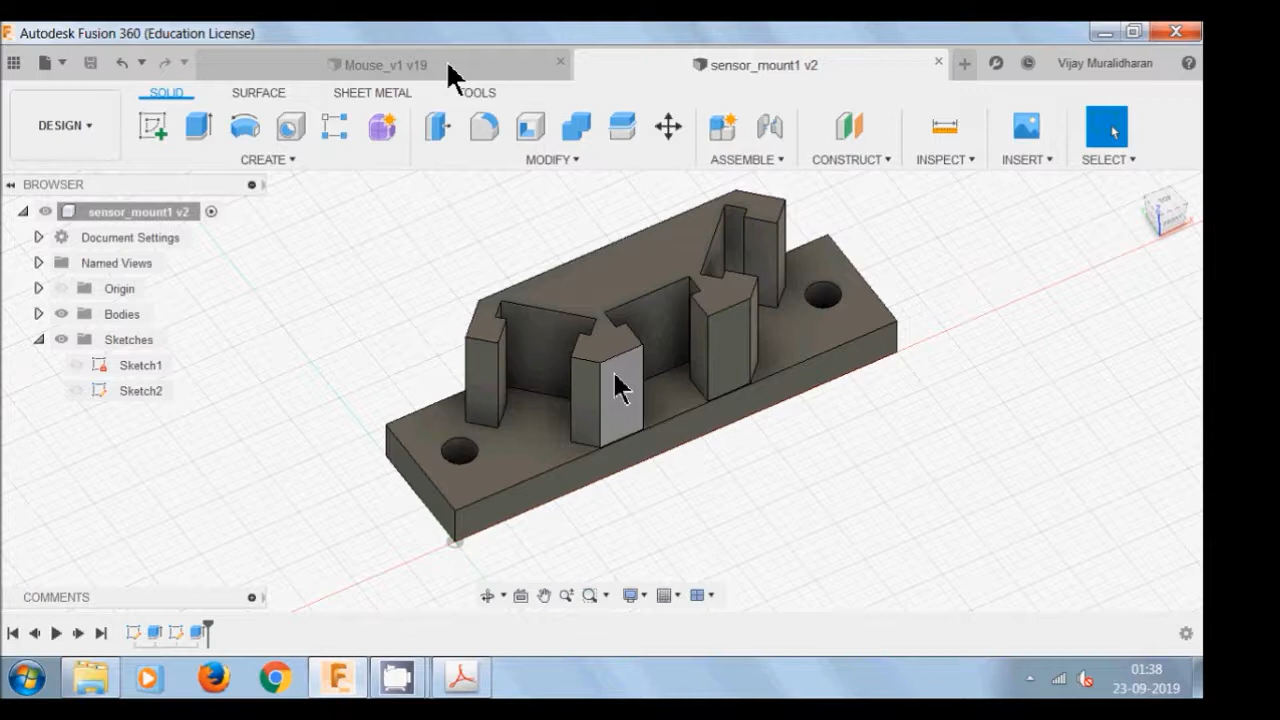 Autodesk Fusion 360 (Education License)
Mouse_v1 v19
sensor_mount1 v2
Vijay Muralidharan
SOLID
SURFACE
SHEET METAL
TOOLS
DESIGN
CREATE
MODIFY
ASSEMBLE
CONSTRUCT
INSPECT
INSERT
SELECT
BROWSER
sensor_mount1 v2
Document Settings
Named Views
Origin
Bodies
Sketches
Sketch1
Sketch2
COMMENTS
01:38
23-09-2019